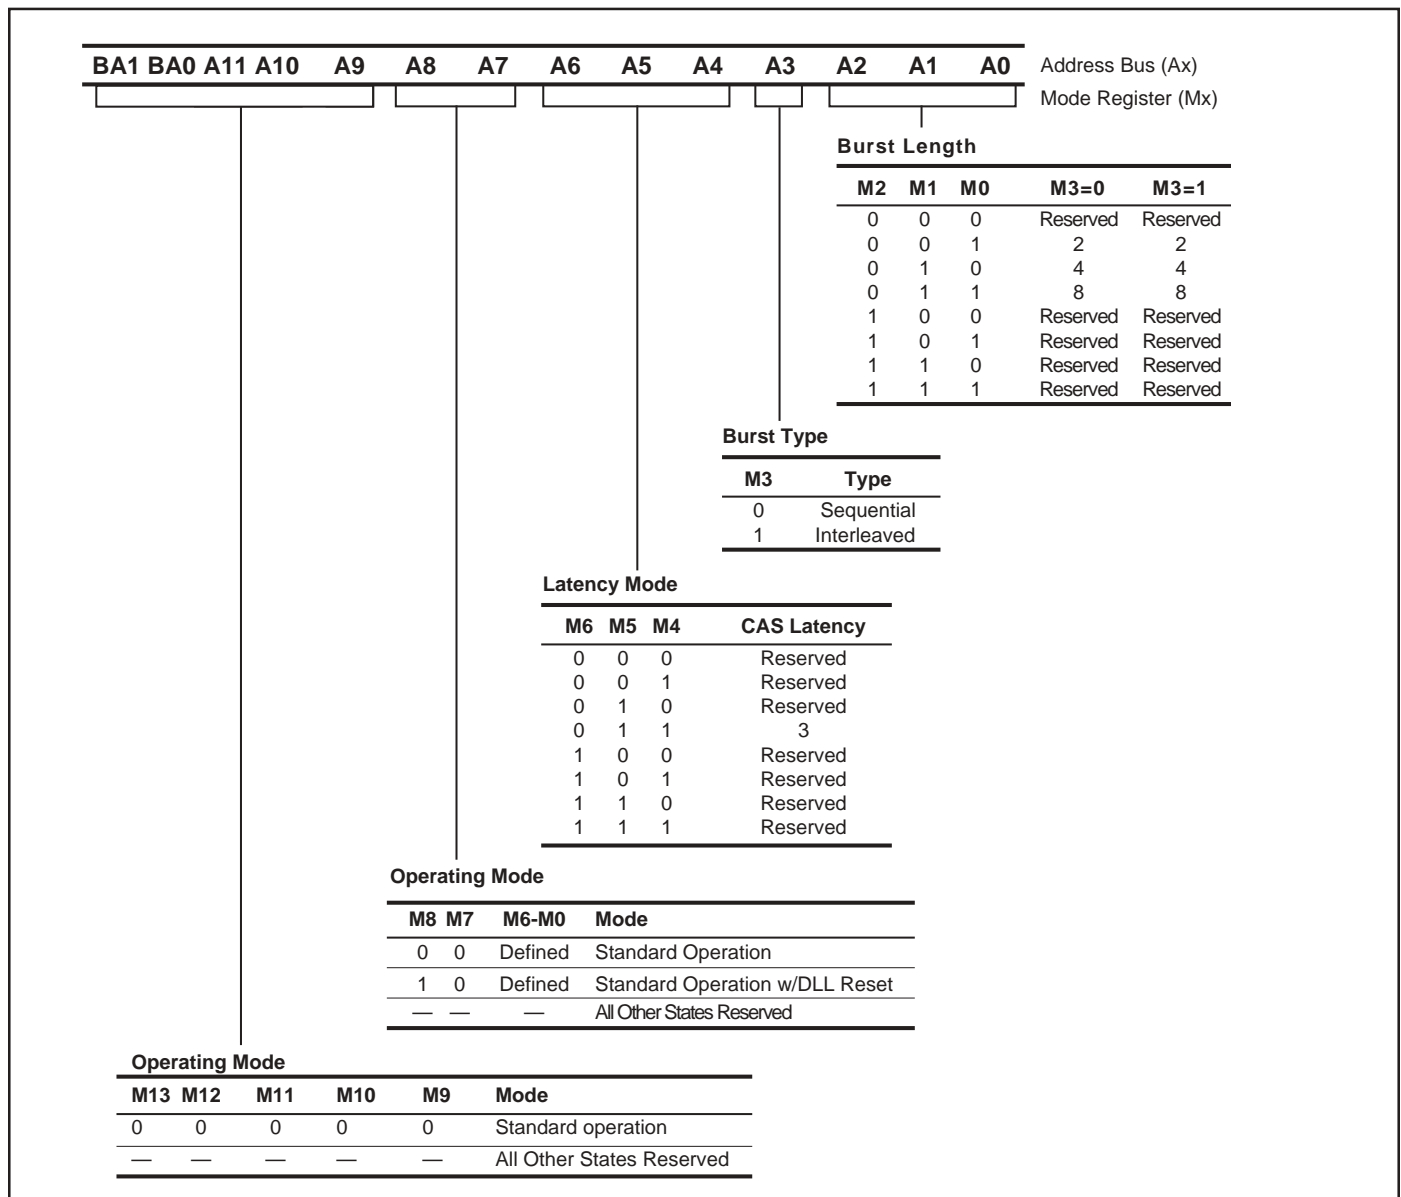 BA1 BA0 A11 A10 A9 A8 A7 A6 A5 A4 A3 A2 A1 A0 Address Bus (Ax)
Mode Register (Mx)
Burst Length
M2 M1 M0 M3=0 M3=1
0 0 0 Reserved Reserved
0 0 1 2 2
0 1 0 4 4
0 1 1 8 8
1 0 0 Reserved Reserved
1 0 1 Reserved Reserved
1 1 0 Reserved Reserved
1 1 1 Reserved Reserved
Burst Type
M3 Type
0 Sequential
1 Interleaved
Latency Mode
M6 M5 M4 CAS Latency
0 0 0 Reserved
0 0 1 Reserved
0 1 0 Reserved
0 1 1 3
1 0 0 Reserved
1 0 1 Reserved
1 1 0 Reserved
1 1 1 Reserved
Operating Mode
M8 M7 M6-M0 Mode
0 0 Defined Standard Operation
1 0 Defined Standard Operation w/DLL Reset
— — — All Other States Reserved
Operating Mode
M13 M12 M11 M10 M9 Mode
0 0 0 0 0 Standard operation
— — — — — All Other States Reserved